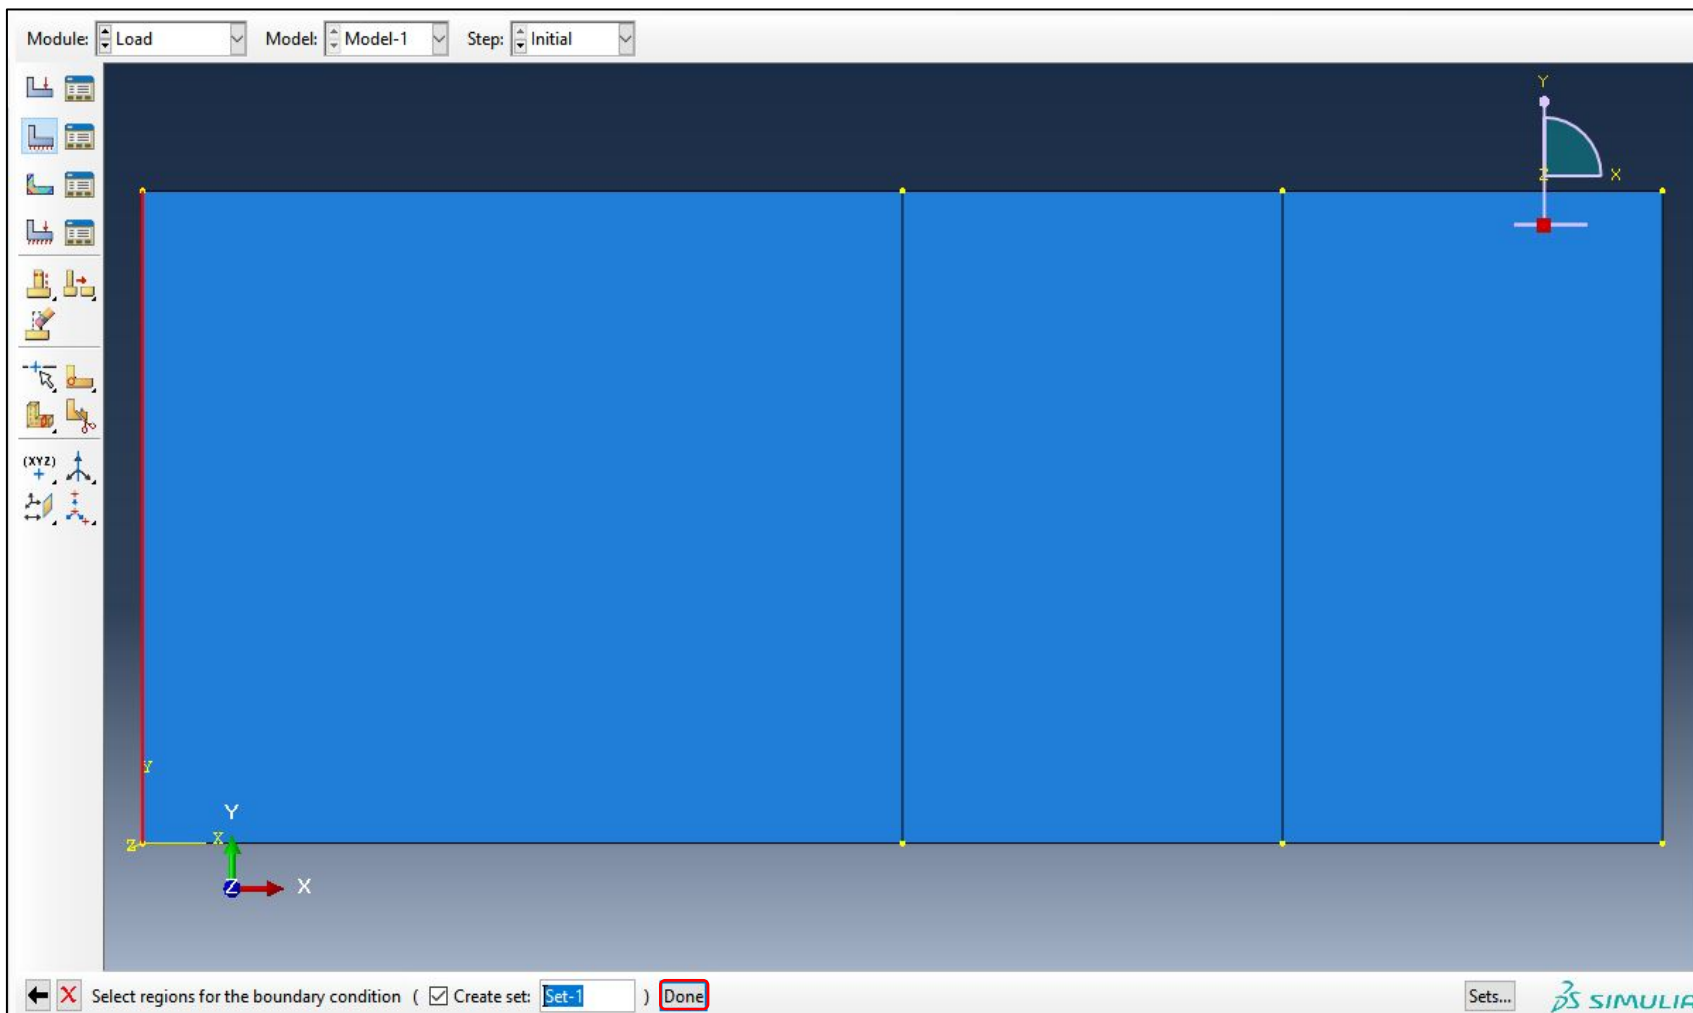 Module: Load Model: Model-1 Step: Initial
Y
Z X
(XYZ)
Y
Y
X
Z
Z X
Select regions for the boundary condition ( Create set: Set-1 ) Done Sets... SIMULIA